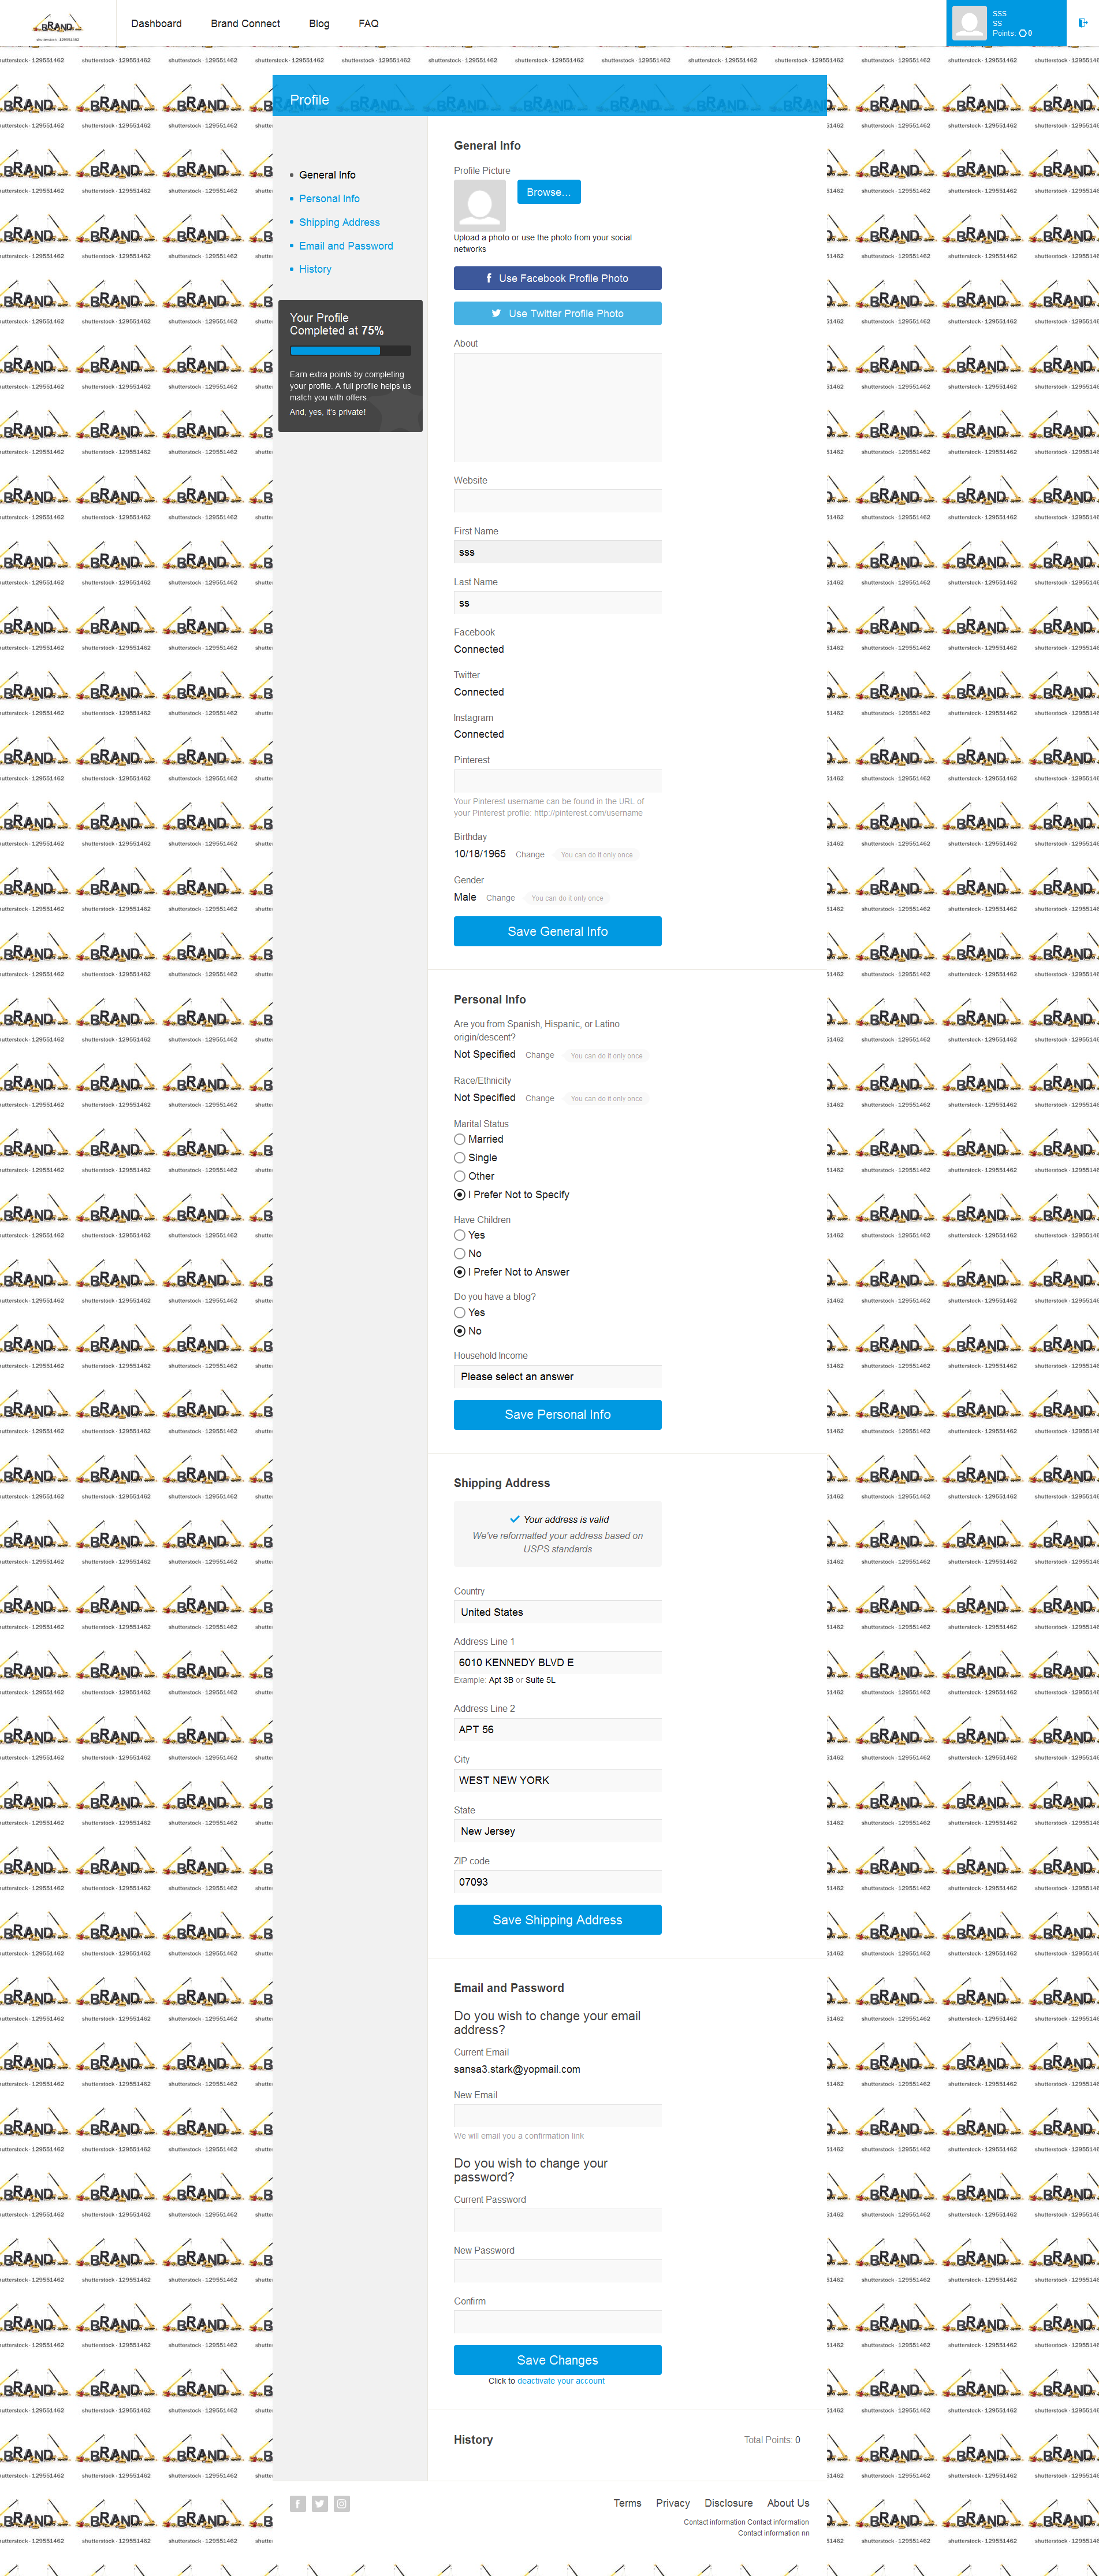 BRAND
shutterstock · 129551462
Dashboard
Brand Connect
Blog
FAQ
SSS
SS
Points: 0
Profile
General Info
Personal Info
Shipping Address
Email and Password
History
Your Profile
Completed at 75%
Earn extra points by completing
your profile. A full profile helps us
match you with offers.
And, yes, it's private!
General Info
Profile Picture
Browse...
Upload a photo or use the photo from your social
networks
Use Facebook Profile Photo
Use Twitter Profile Photo
About
Website
First Name
sss
Last Name
ss
Facebook
Connected
Twitter
Connected
Instagram
Connected
Pinterest
Your Pinterest username can be found in the URL of
your Pinterest profile: http://pinterest.com/username
Birthday
10/18/1965 Change You can do it only once
Gender
Male Change You can do it only once
Save General Info
Personal Info
Are you from Spanish, Hispanic, or Latino
origin/descent?
Not Specified Change You can do it only once
Race/Ethnicity
Not Specified Change You can do it only once
Marital Status
Married
Single
Other
I Prefer Not to Specify
Have Children
Yes
No
I Prefer Not to Answer
Do you have a blog?
Yes
No
Household Income
Please select an answer
Save Personal Info
Shipping Address
Your address is valid
We've reformatted your address based on
USPS standards
Country
United States
Address Line 1
6010 KENNEDY BLVD E
Example: Apt 3B or Suite 5L
Address Line 2
APT 56
City
WEST NEW YORK
State
New Jersey
ZIP code
07093
Save Shipping Address
Email and Password
Do you wish to change your email
address?
Current Email
sansa3.stark@yopmail.com
New Email
We will email you a confirmation link
Do you wish to change your
password?
Current Password
New Password
Confirm
Save Changes
Click to deactivate your account
History
Total Points: 0
Terms
Privacy
Disclosure
About Us
Contact information Contact information
Contact information nn